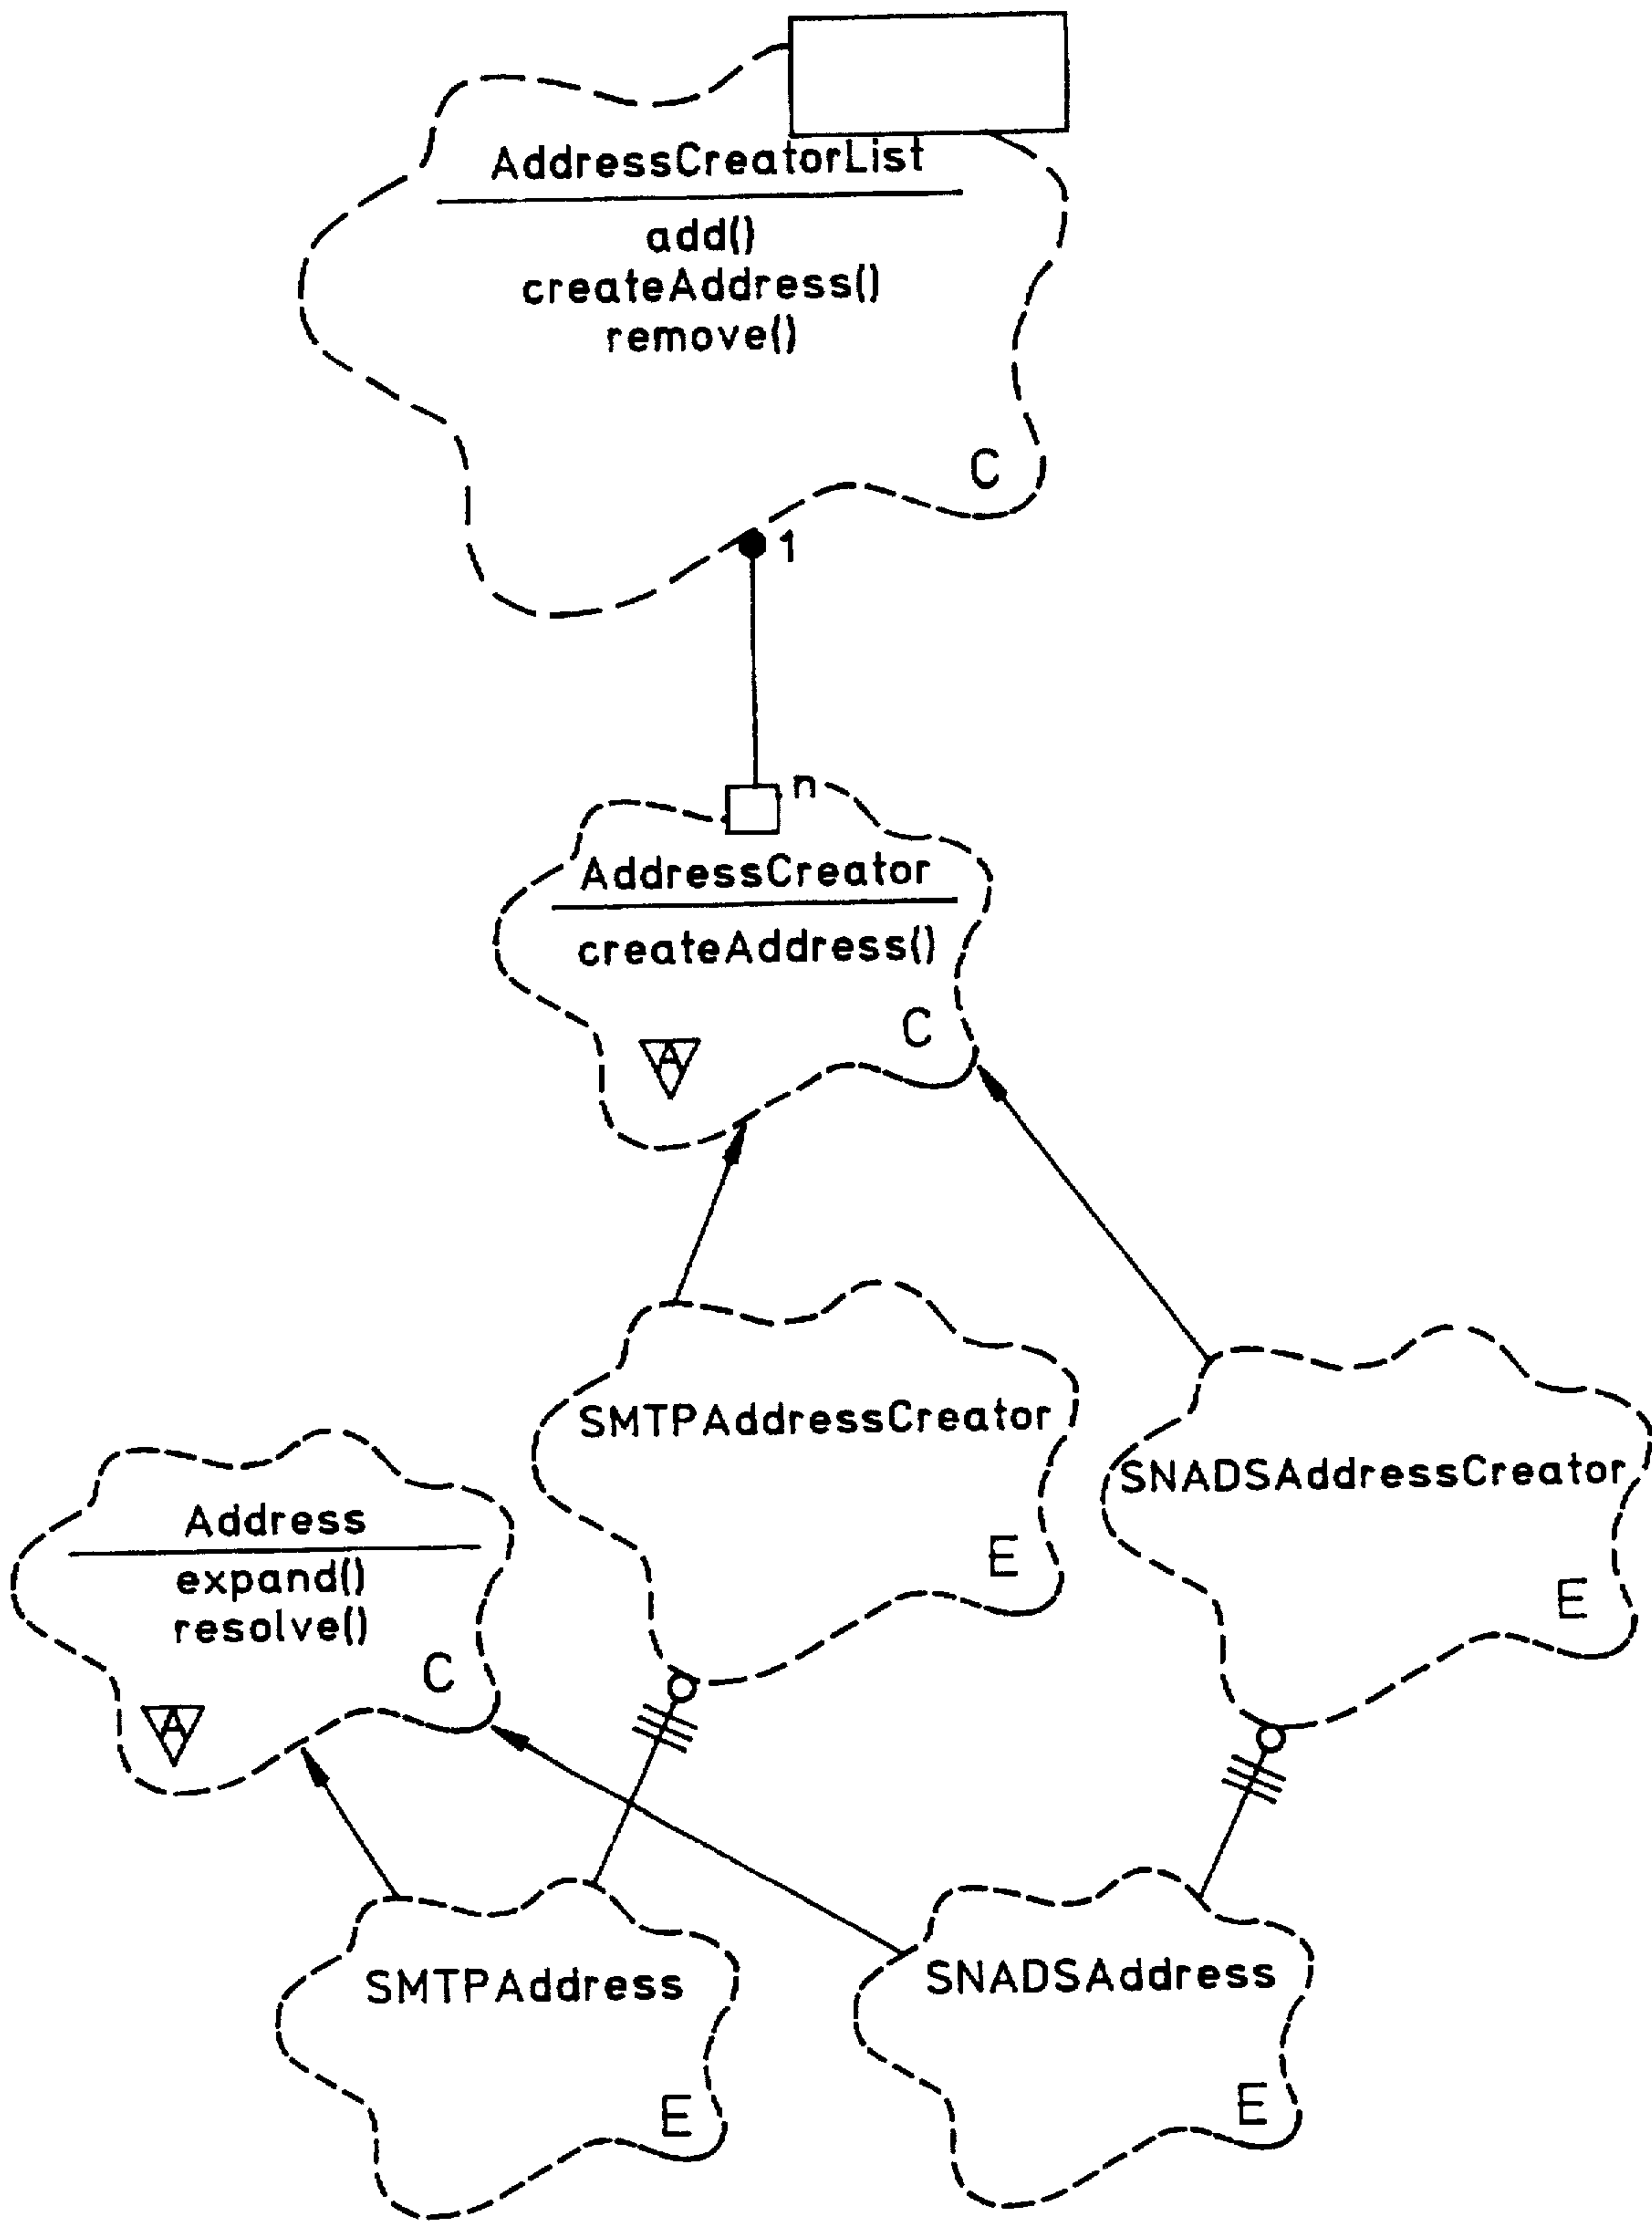 AddressCreatorList
add()
createAddress()
remove()
C
1
n
AddressCreator
createAddress()
C
A
SMTPAddressCreator
E
SNADSAddressCreator
E
Address
expand()
resolve()
C
A
SMTPAddress
E
SNADSAddress
E